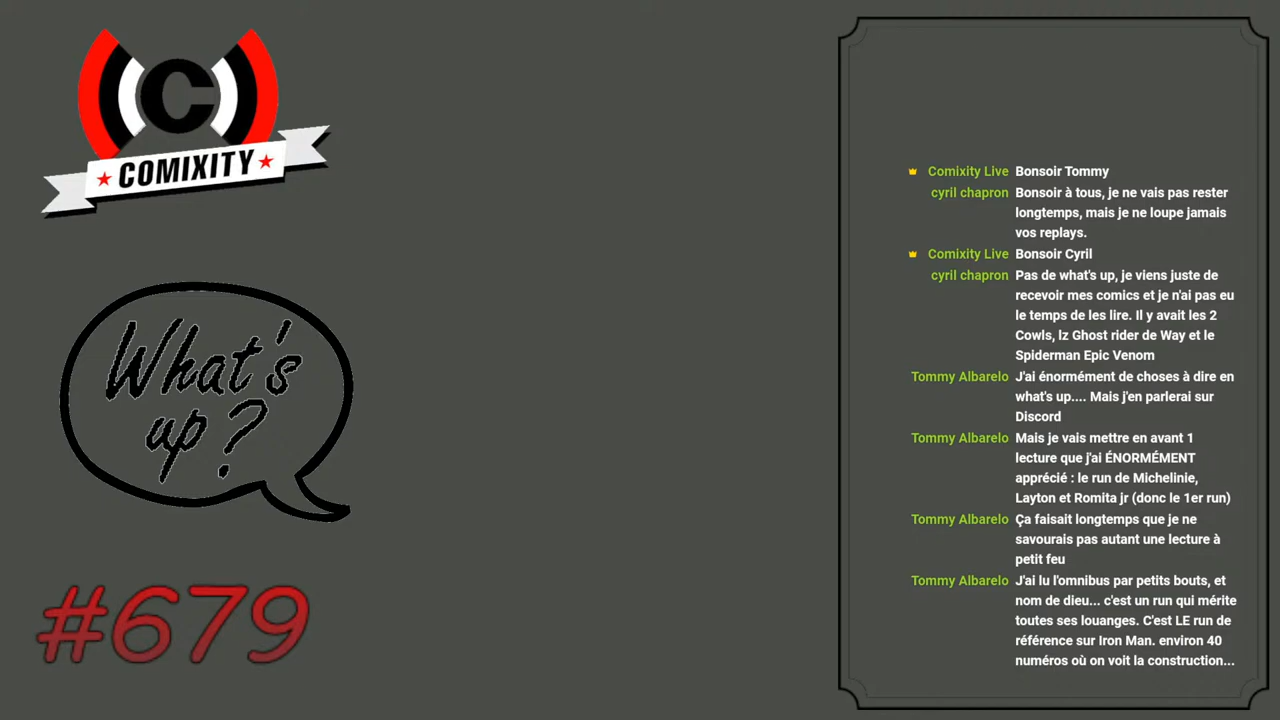 C
COMIXITY
What's
up?
#679
Comixity Live Bonsoir Tommy
cyril chapron Bonsoir à tous, je ne vais pas rester
longtemps, mais je ne loupe jamais
vos replays.
Comixity Live Bonsoir Cyril
cyril chapron Pas de what's up, je viens juste de
recevoir mes comics et je n'ai pas eu
le temps de les lire. Il y avait les 2
Cowls, lz Ghost rider de Way et le
Spiderman Epic Venom
Tommy Albarelo J'ai énormément de choses à dire en
what's up.... Mais j'en parlerai sur
Discord
Tommy Albarelo Mais je vais mettre en avant 1
lecture que j'ai ÉNORMÉMENT
apprécié : le run de Michelinie,
Layton et Romita jr (donc le 1er run)
Tommy Albarelo Ça faisait longtemps que je ne
savourais pas autant une lecture à
petit feu
Tommy Albarelo J'ai lu l'omnibus par petits bouts, et
nom de dieu... c'est un run qui mérite
toutes ses louanges. C'est LE run de
référence sur Iron Man. environ 40
numéros où on voit la construction...